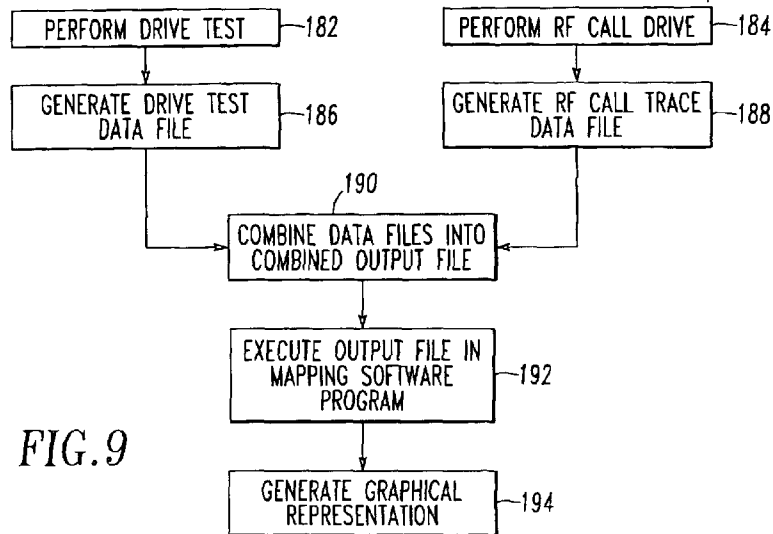 PERFORM DRIVE TEST
182
PERFORM RF CALL DRIVE
184
GENERATE DRIVE TEST
DATA FILE
186
GENERATE RF CALL TRACE
DATA FILE
188
190
COMBINE DATA FILES INTO
COMBINED OUTPUT FILE
EXECUTE OUTPUT FILE IN
MAPPING SOFTWARE
PROGRAM
192
FIG.9
GENERATE GRAPHICAL
REPRESENTATION
194